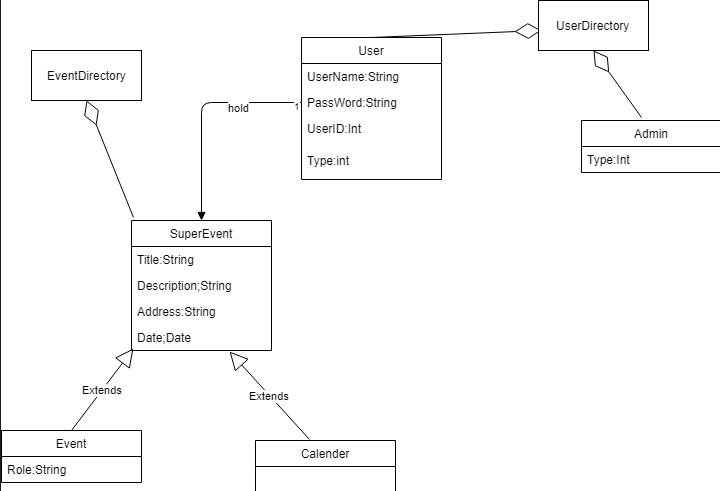 UserDirectory
User
EventDirectory
UserName:String
PassWord:String
hold
1
UserID:Int
Admin
Type:int
Type:Int
SuperEvent
Title:String
Description;String
Address:String
Date;Date
Extends
Extends
Event
Calender
Role:String